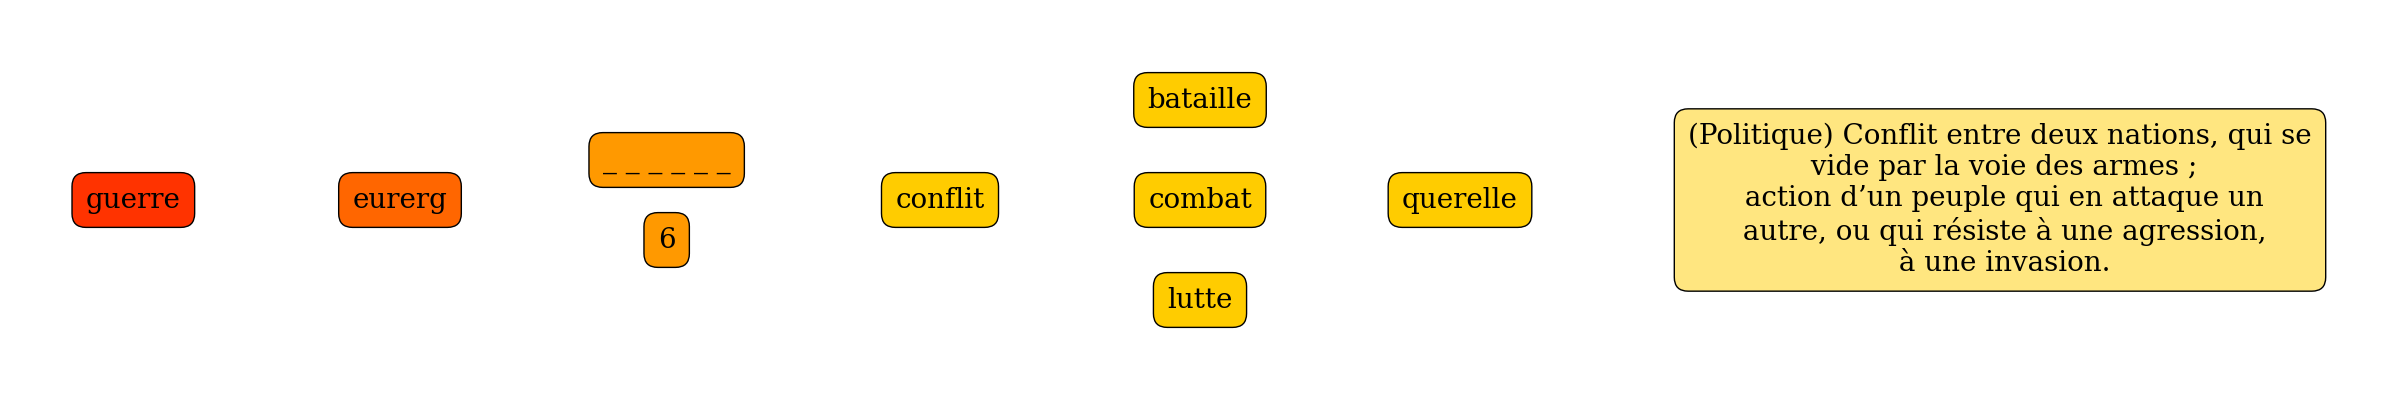 guerre
eurerg
_ _ _ _ _ _
6
conflit
bataille
combat
lutte
querelle
(Politique) Conflit entre deux nations, qui se
vide par la voie des armes ;
action d’un peuple qui en attaque un
autre, ou qui résiste à une agression,
à une invasion.